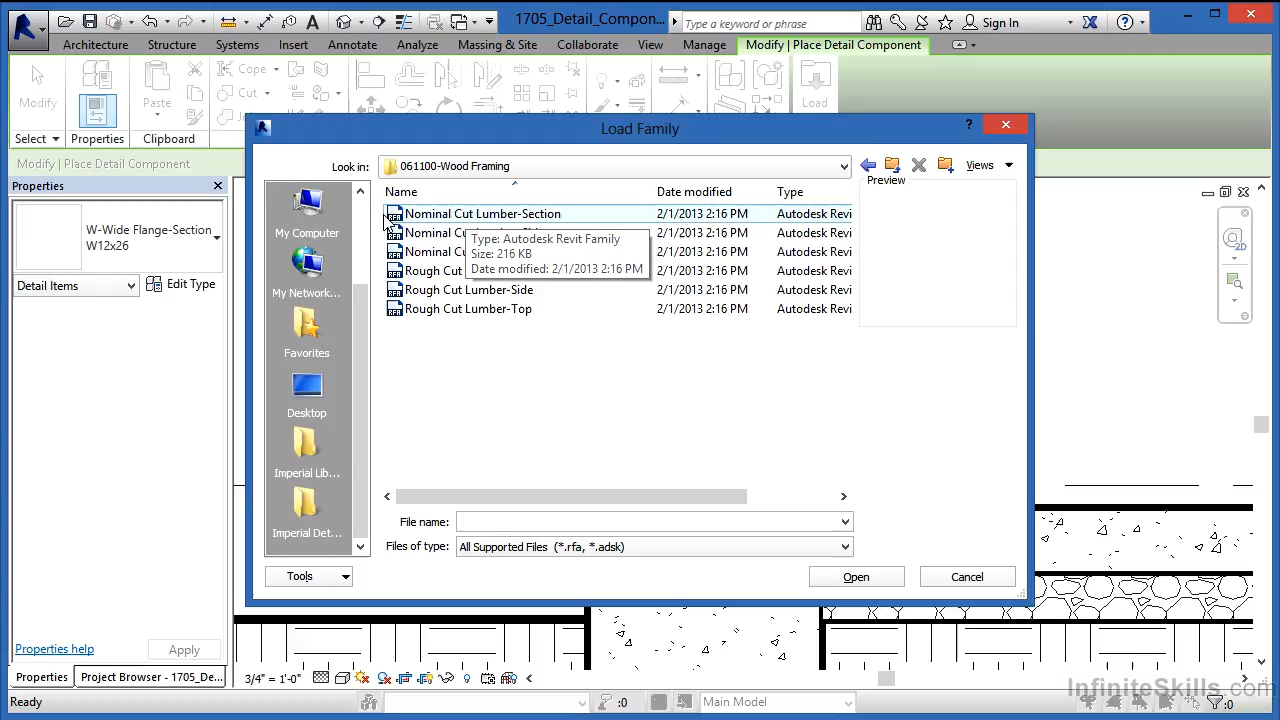 1705_Detail_Compon...
Type a keyword or phrase
Sign In
Architecture Structure Systems Insert Annotate Analyze Massing & Site Collaborate View Manage Modify | Place Detail Component
Cope
Cut
Modify Paste Load
Select Properties Clipboard
Modify | Place Detail Component
Load Family
Properties
W-Wide Flange-Section
W12x26
Detail Items Edit Type
Look in: 061100-Wood Framing Views
Name Date modified Type Preview
Nominal Cut Lumber-Section 2/1/2013 2:16 PM Autodesk Revi
Nominal Cut 2/1/2013 2:16 PM Autodesk Revi
Nominal 2/1/2013 2:16 PM Autodesk Revi
Rough Cut 2/1/2013 2:16 PM Autodesk Revi
Rough Cut Lumber-Side 2/1/2013 2:16 PM Autodesk Revi
Rough Cut Lumber-Top 2/1/2013 2:16 PM Autodesk Revi
Type: Autodesk Revit Family
Size: 216 KB
Date modified: 2/1/2013 2:16 PM
My Computer
My Network...
Favorites
Desktop
Imperial Lib...
Imperial Det...
File name:
Files of type: All Supported Files (*.rfa, *.adsk)
Tools Open Cancel
Properties help Apply
Properties Project Browser - 1705_De...
3/4" = 1'-0"
Ready :0 Main Model :0
InfiniteSkills.com
2D